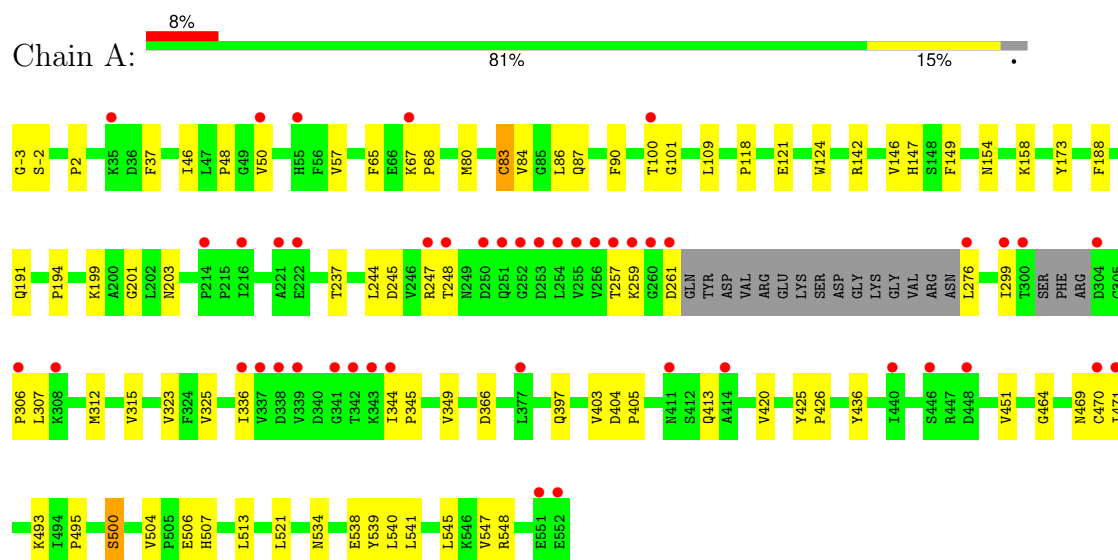 8%
Chain A:
81% 15% •
G-3 S-2 P2 K35 D36 F37 I46 L47 P48 G49 V50 H55 F56 V57 F65 E66 K67 P68 M80 C83 V84 G85 L86 Q87 F90 T100 G101 L109 P118 E121 W124 R142 V146 H147 S148 F149 N154 K158 Y173 F188
Q191 P194 K199 A200 G201 L202 N203 P214 P215 I216 A221 E222 T237 L244 D245 V246 R247 T248 N249 D250 Q251 G252 D253 L254 V255 V256 T257 K259 G260 D261 GLN TYR ASP VAL ARG GLU LYS SER ASP GLY LYS GLY VAL ARG ASN L276 I299 T300 SER PHE ARG D304 G305
P306 L307 K308 M312 V315 V323 F324 V325 I336 V337 D338 V339 D340 G341 T342 K343 I344 P345 V349 D366 L377 Q397 V403 D404 P405 N411 S412 Q413 A414 V420 Y425 P426 Y436 I440 S446 R447 D448 V451 G464 N469 C470 I471
K493 I494 P495 S500 V504 P505 E506 H507 L513 L521 N534 E538 Y539 L540 L541 L545 K546 V547 R548 E551 E552